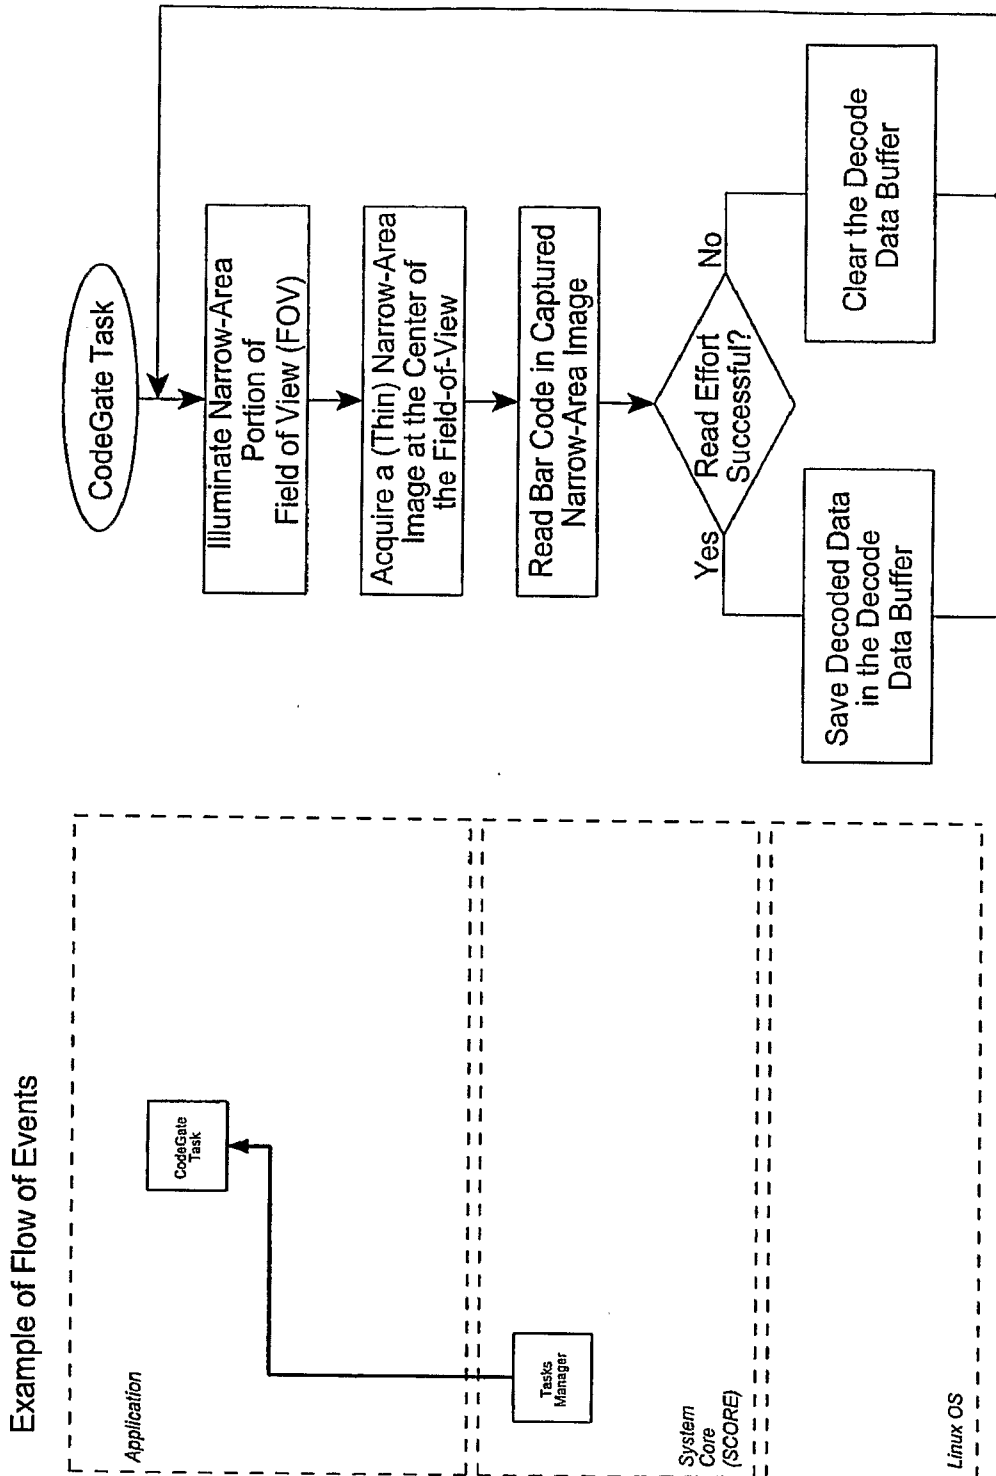 Example of Flow of Events
Application
CodeGate
Task
Tasks
Manager
System
Core
(SCORE)
Linux OS
CodeGate Task
Illuminate Narrow-Area
Portion of
Field of View (FOV)
Acquire a (Thin) Narrow-Area
Image at the Center of
the Field-of-View
Read Bar Code in Captured
Narrow-Area Image
Read Effort
Successful?
Yes
No
Save Decoded Data
in the Decode
Data Buffer
Clear the Decode
Data Buffer